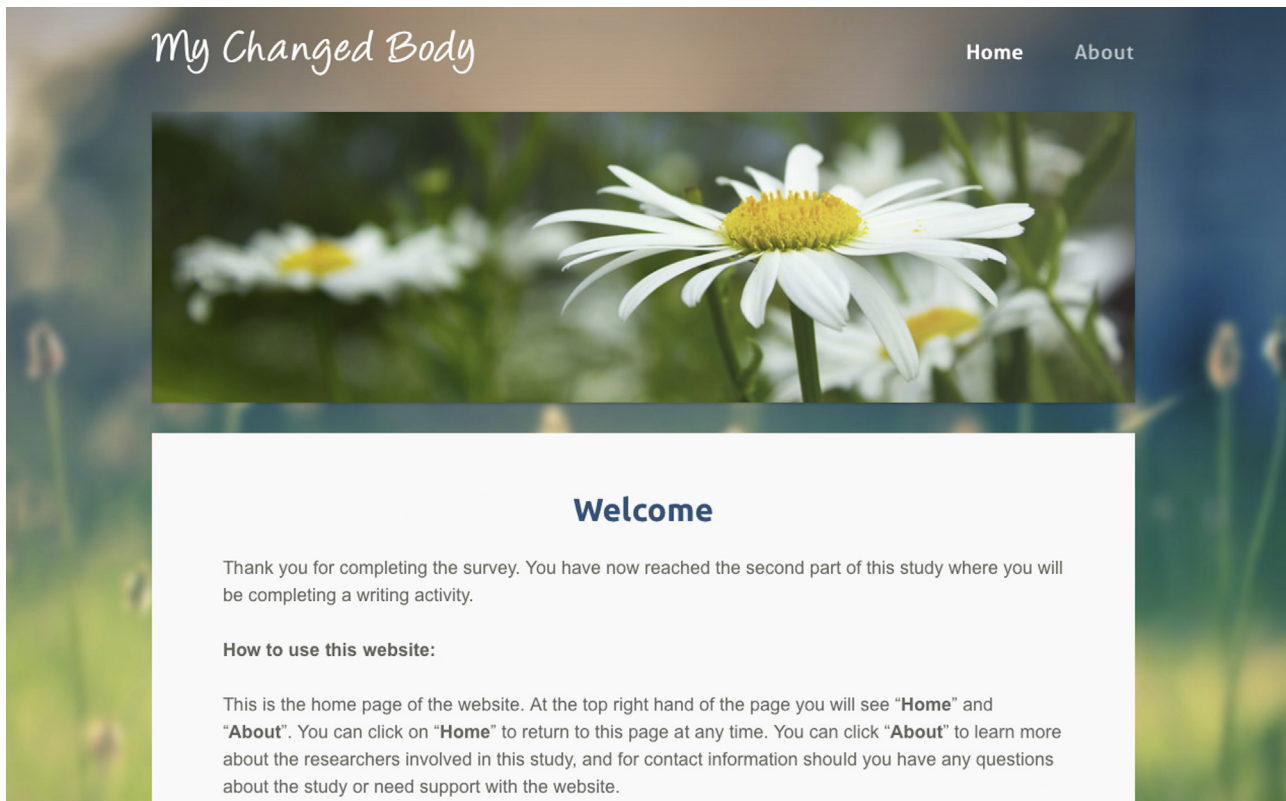 My Changed Body
Home About
Welcome
Thank you for completing the survey. You have now reached the second part of this study where you will
be completing a writing activity.
How to use this website:
This is the home page of the website. At the top right hand of the page you will see “Home” and
“About”. You can click on “Home” to return to this page at any time. You can click “About” to learn more
about the researchers involved in this study, and for contact information should you have any questions
about the study or need support with the website.